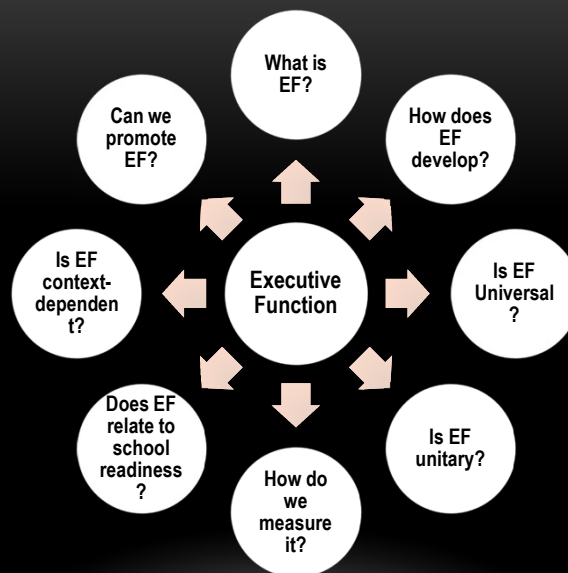 What is
EF?
How does
EF
develop?
Is EF
Universal
?
Is EF
unitary?
How do
we
measure
it?
Does EF
relate to
school
readiness
?
Is EF
context-
dependen
t?
Can we
promote
EF?
Executive
Function